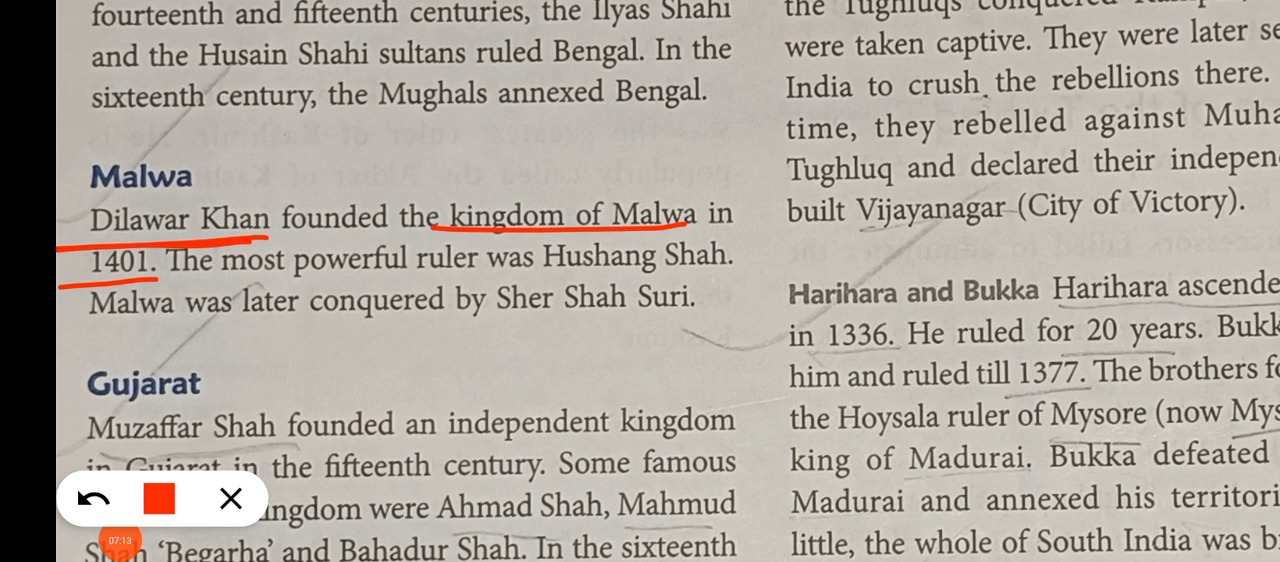 fourteenth and fifteenth centuries, the Ilyas Shahi
and the Husain Shahi sultans ruled Bengal. In the
sixteenth century, the Mughals annexed Bengal.
Malwa
Dilawar Khan founded the kingdom of Malwa in
1401. The most powerful ruler was Hushang Shah.
Malwa was later conquered by Sher Shah Suri.
Gujarat
Muzaffar Shah founded an independent kingdom
in Gujarat in the fifteenth century. Some famous
were Ahmad Shah, Mahmud
Shah 'Begarha' and Bahadur Shah. In the sixteenth
07:13
the Tughluqs
were taken captive. They were later
India to crush the rebellions there.
time, they rebelled against
Tughluq and declared their
built Vijayanagar (City of Victory).
Harihara and Bukka Harihara
in 1336. He ruled for 20 years.
him and ruled till 1377. The brothers
the Hoysala ruler of Mysore (now
king of Madurai. Bukka defeated
Madurai and annexed his
little, the whole of South India was